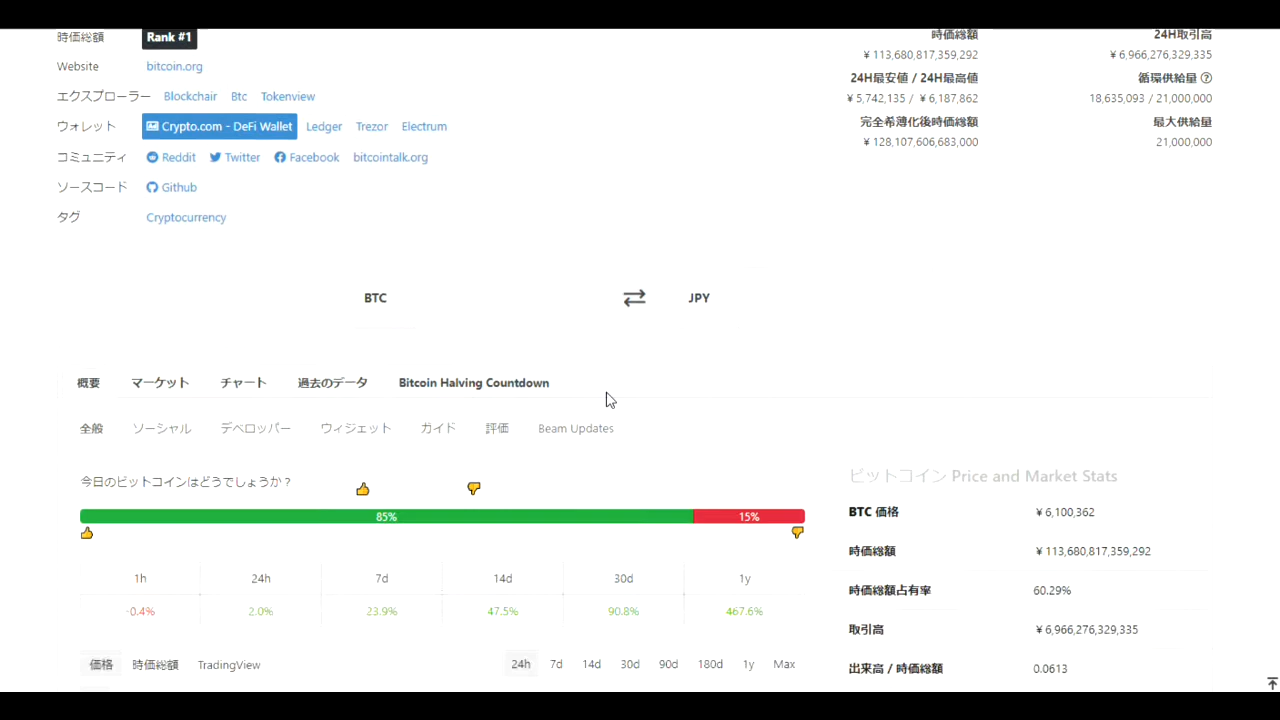 時価総額 Rank #1
Website bitcoin.org
エクスプローラー Blockchair Btc Tokenview
ウォレット Crypto.com - DeFi Wallet Ledger Trezor Electrum
コミュニティ Reddit Twitter Facebook bitcointalk.org
ソースコード Github
タグ Cryptocurrency
時価総額 24H取引高
¥113,680,817,359,292 ¥6,966,276,329,335
24H最安値 / 24H最高値 循環供給量
¥5,742,135 / ¥6,187,862 18,635,093 / 21,000,000
完全希薄化後時価総額 最大供給量
¥128,107,606,683,000 21,000,000
BTC JPY
概要 マーケット チャート 過去のデータ Bitcoin Halving Countdown
全般 ソーシャル デベロッパー ウィジェット ガイド 評価 Beam Updates
今日のビットコインはどうでしょうか？
85% 15%
1h 24h 7d 14d 30d 1y
-0.4% 2.0% 23.9% 47.5% 90.8% 467.6%
価格 時価総額 TradingView 24h 7d 14d 30d 90d 180d 1y Max
ビットコイン Price and Market Stats
BTC 価格 ¥6,100,362
時価総額 ¥113,680,817,359,292
時価総額占有率 60.29%
取引高 ¥6,966,276,329,335
出来高 / 時価総額 0.0613